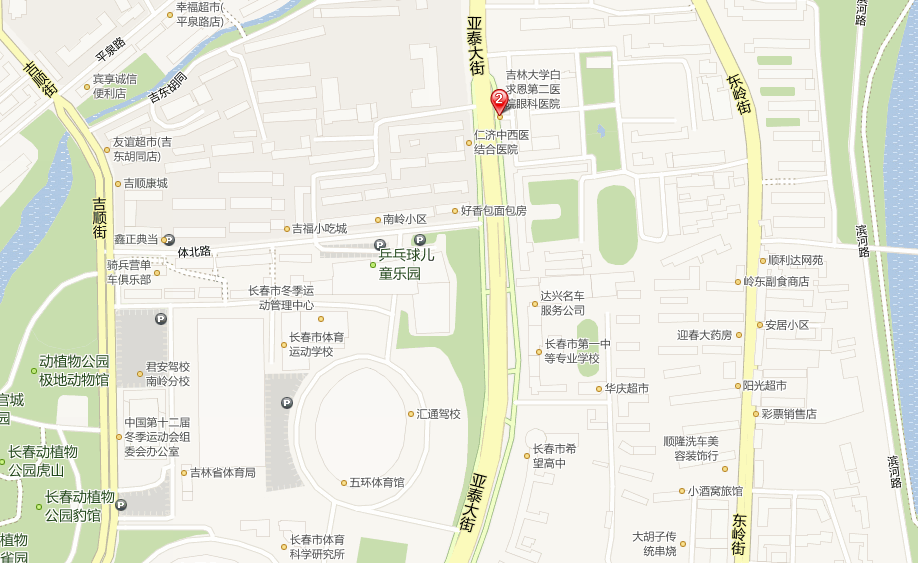 幸福超市(
平泉路店)
平泉路
吉顺街
宾享诚信
便利店
吉东胡同
亚泰大街
吉林大学白
求恩第二医
院眼科医院
2
东岭街
滨河路
友谊超市(吉
东胡同店)
仁济中西医
结合医院
吉顺康城
吉顺街
好香包面包房
南岭小区
吉福小吃城
鑫正典当
P
体北路
P
P
滨河路
乒乓球儿
童乐园
骑兵营单
车俱乐部
顺利达网苑
岭东副食商店
长春市冬季运
动管理中心
达兴名车
服务公司
P
安居小区
迎春大药房
长春市体育
运动学校
长春市第一中
等专业学校
动植物公园
极地动物馆
君安驾校
南岭分校
华庆超市
阳光超市
宫城
园
P
汇通驾校
彩票销售店
中国第十二届
冬季运动会组
委会办公室
长春动植物
公园虎山
长春市希
望高中
顺隆洗车美
容装饰行
滨河路
吉林省体育局
五环体育馆
亚泰大街
小酒窝旅馆
长春动植物
公园豹馆
P
东岭街
植物
雀园
长春市体育
科学研究所
大胡子传
统串烧